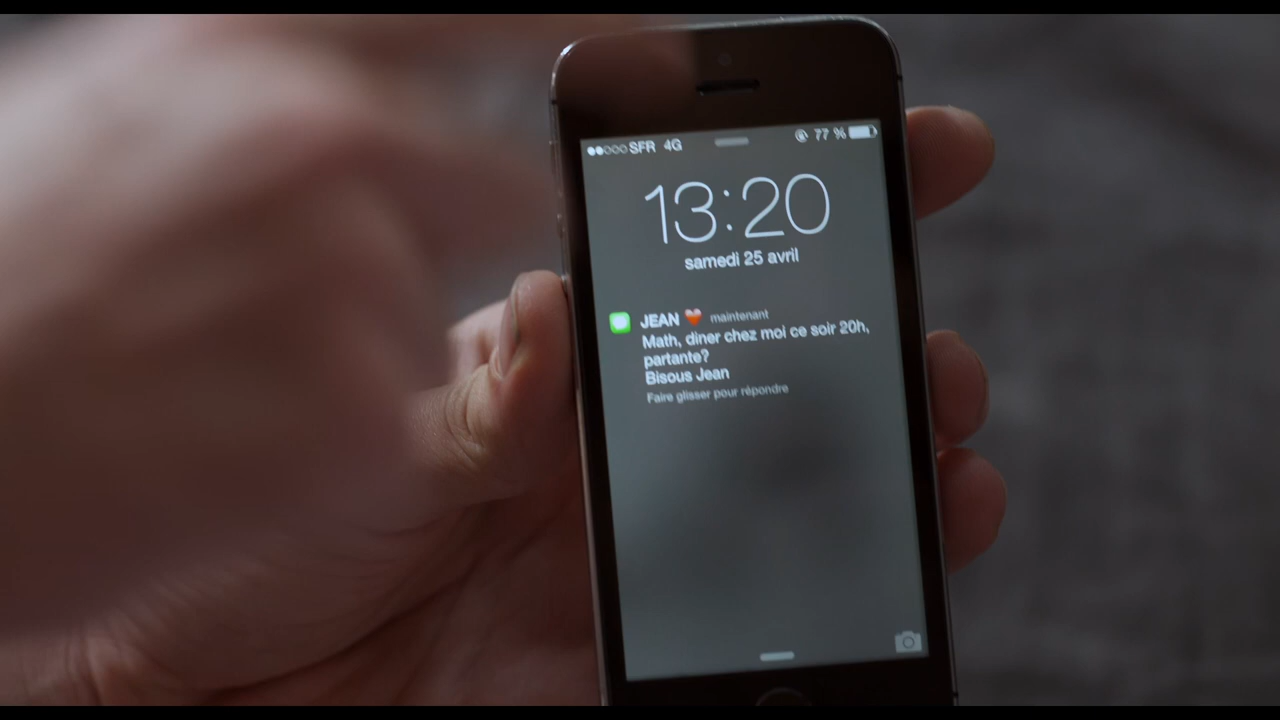 SFR 4G 77 %
13:20
samedi 25 avril
JEAN ❤️ maintenant
Math, diner chez moi ce soir 20h,
partante?
Bisous Jean
Faire glisser pour répondre